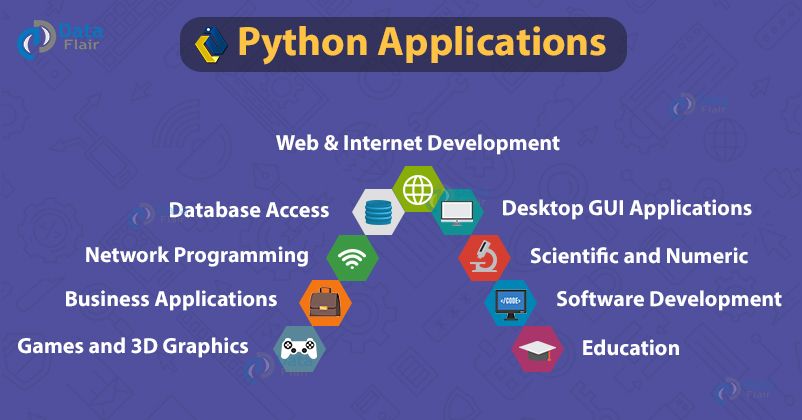 Data
Flair
Python Applications
Web & Internet Development
Database Access
Desktop GUI Applications
Network Programming
Scientific and Numeric
Business Applications
</CODE>
Software Development
Games and 3D Graphics
Education